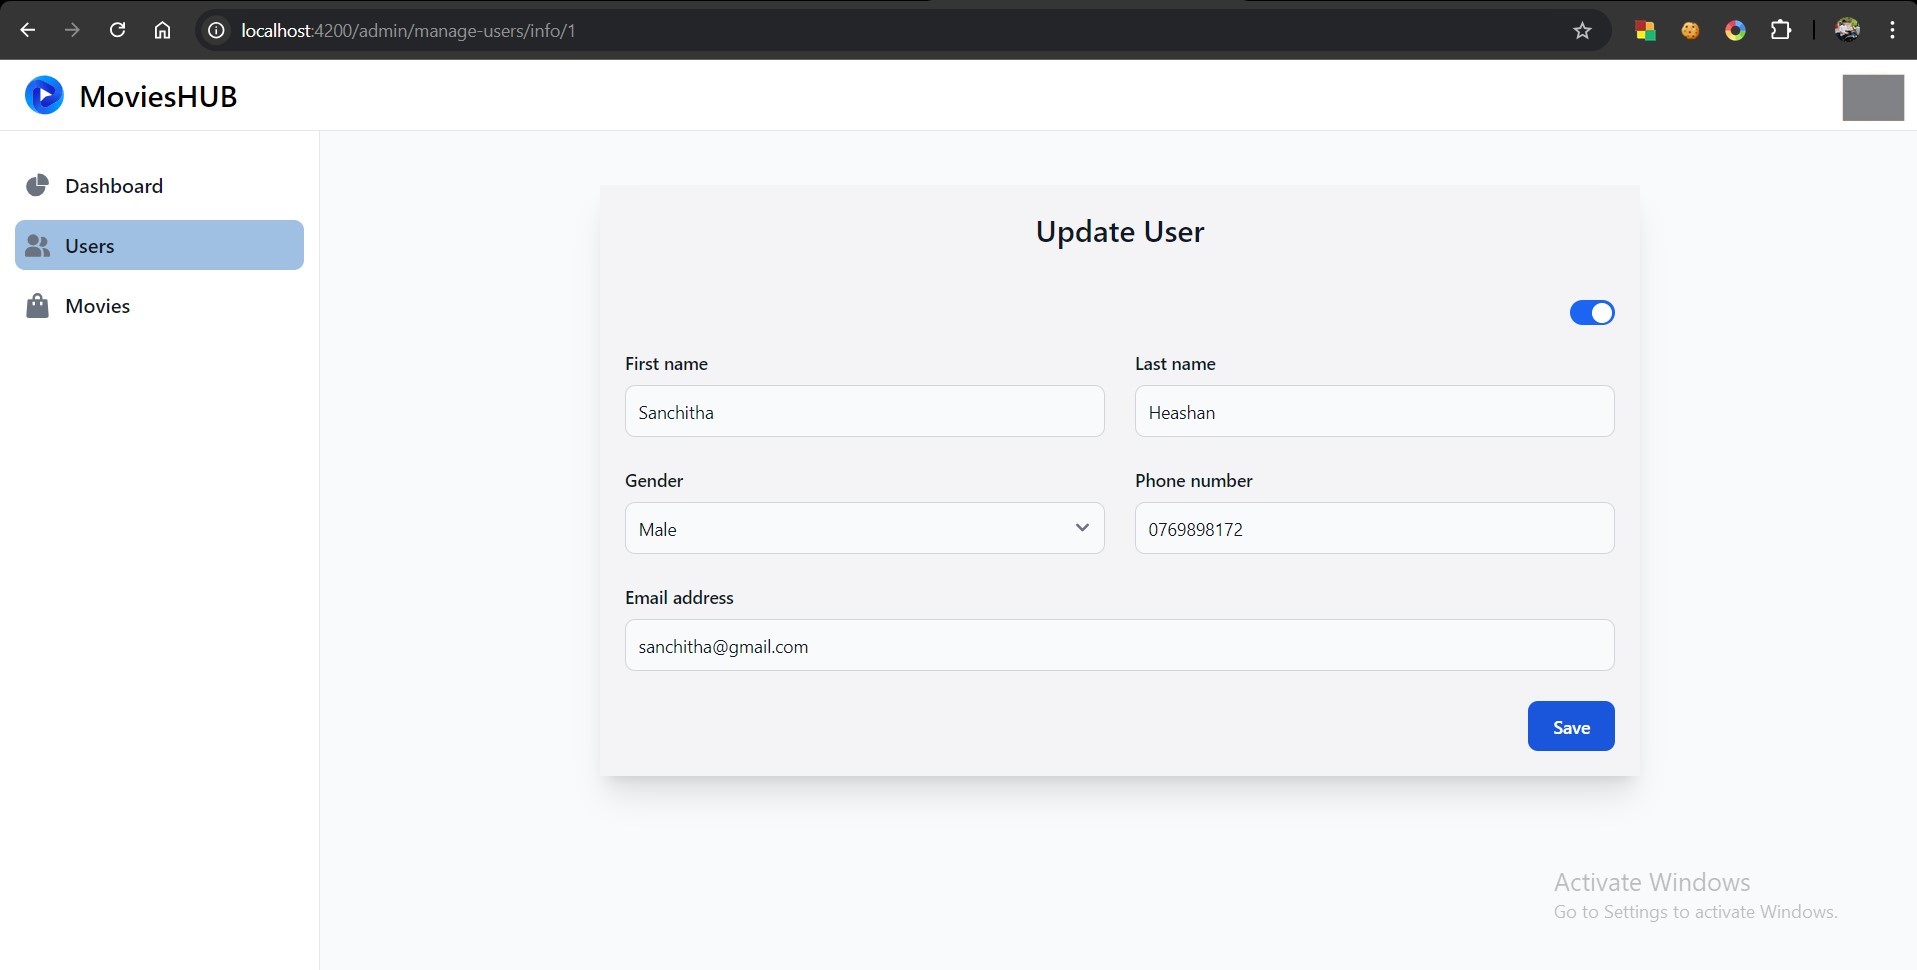 localhost:4200/admin/manage-users/info/1
MoviesHUB
Dashboard
Users
Movies
Update User
First name
Last name
Sanchitha
Heashan
Gender
Phone number
Male
0769898172
Email address
sanchitha@gmail.com
Save
Activate Windows
Go to Settings to activate Windows.